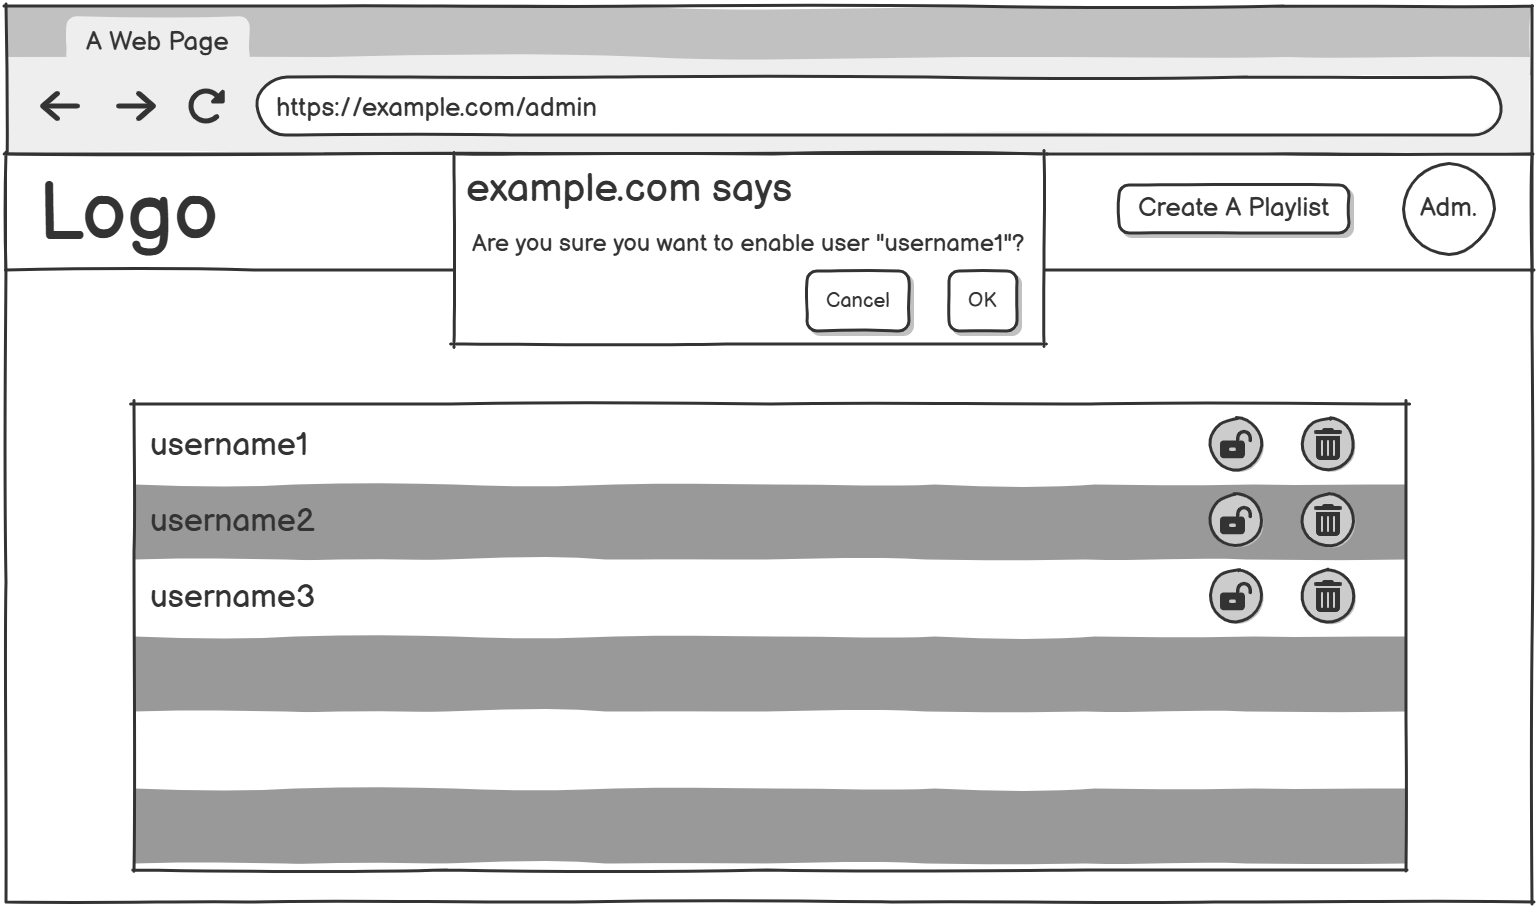 A Web Page
https://example.com/admin
Logo
example.com says
Are you sure you want to enable user "username1"?
Cancel
OK
Create A Playlist
Adm.
username1
username2
username3